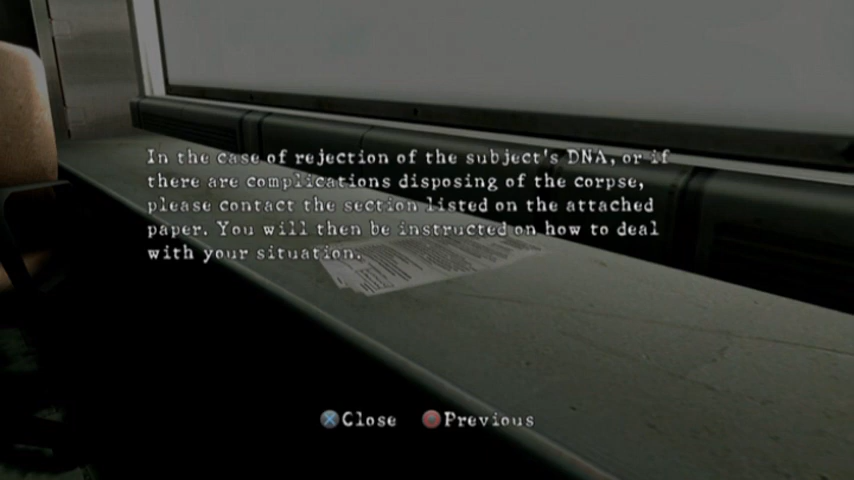 In the case of rejection of the subject's DNA, or if
there are complications disposing of the corpse,
please contact the section listed on the attached
paper. You will then be instructed on how to deal
with your situation.
Close Previous